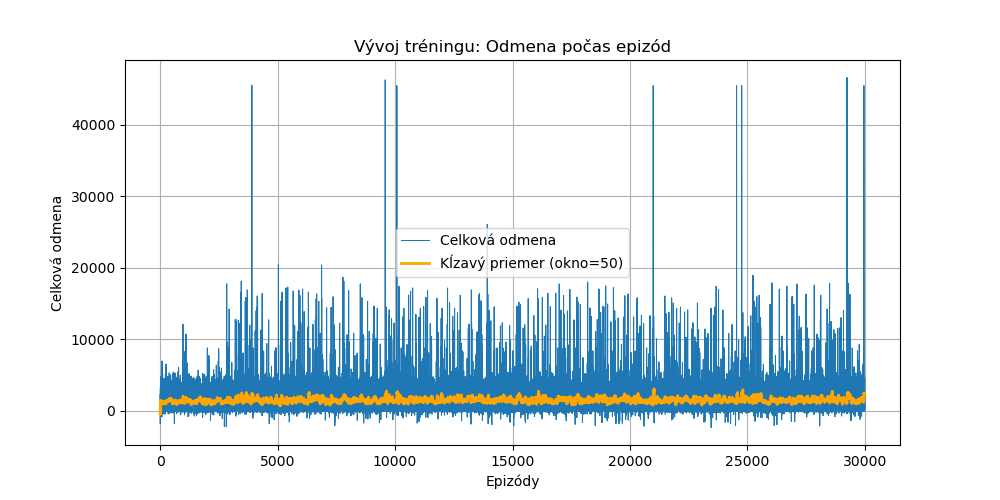 Vývoj tréningu: Odmena počas epizód
Celková odmena
40000
30000
20000
10000
0
Celková odmena
Kĺzavý priemer (okno=50)
0
5000
10000
15000
20000
25000
30000
Epizódy